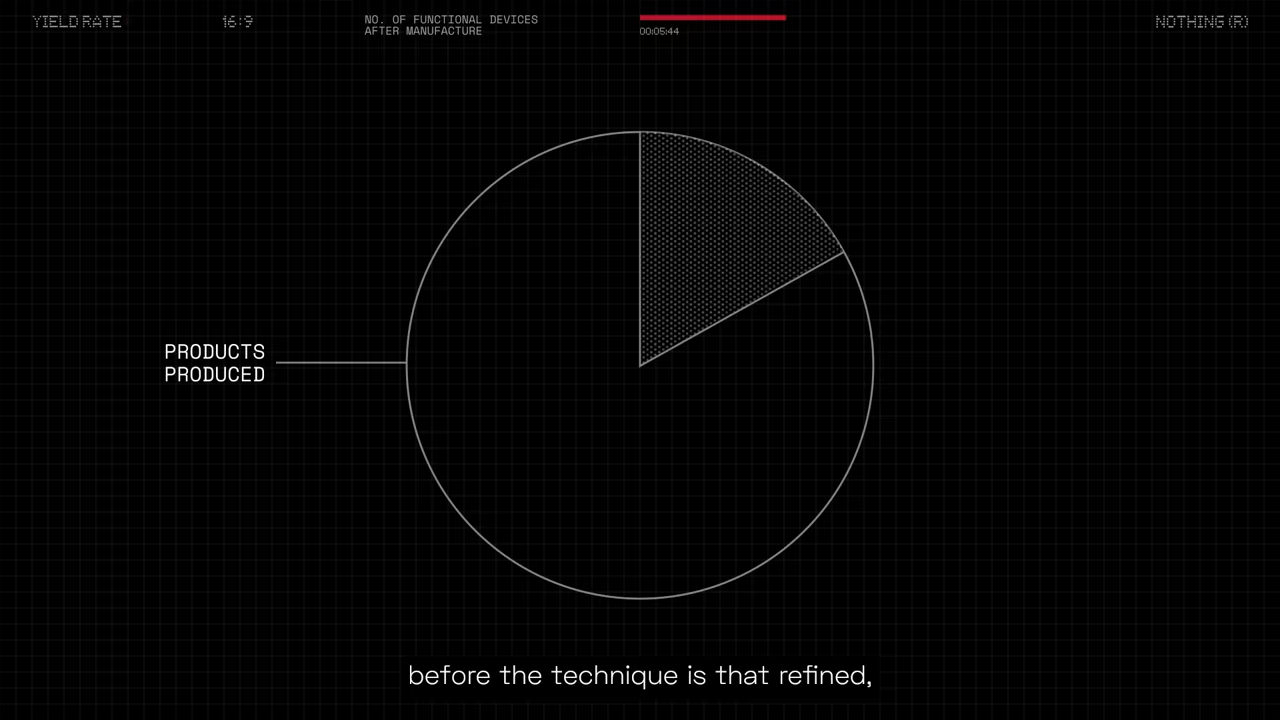 YIELD RATE
16:9
NO. OF FUNCTIONAL DEVICES
AFTER MANUFACTURE
00:05:44
NOTHING (R)
PRODUCTS
PRODUCED
before the technique is that refined,